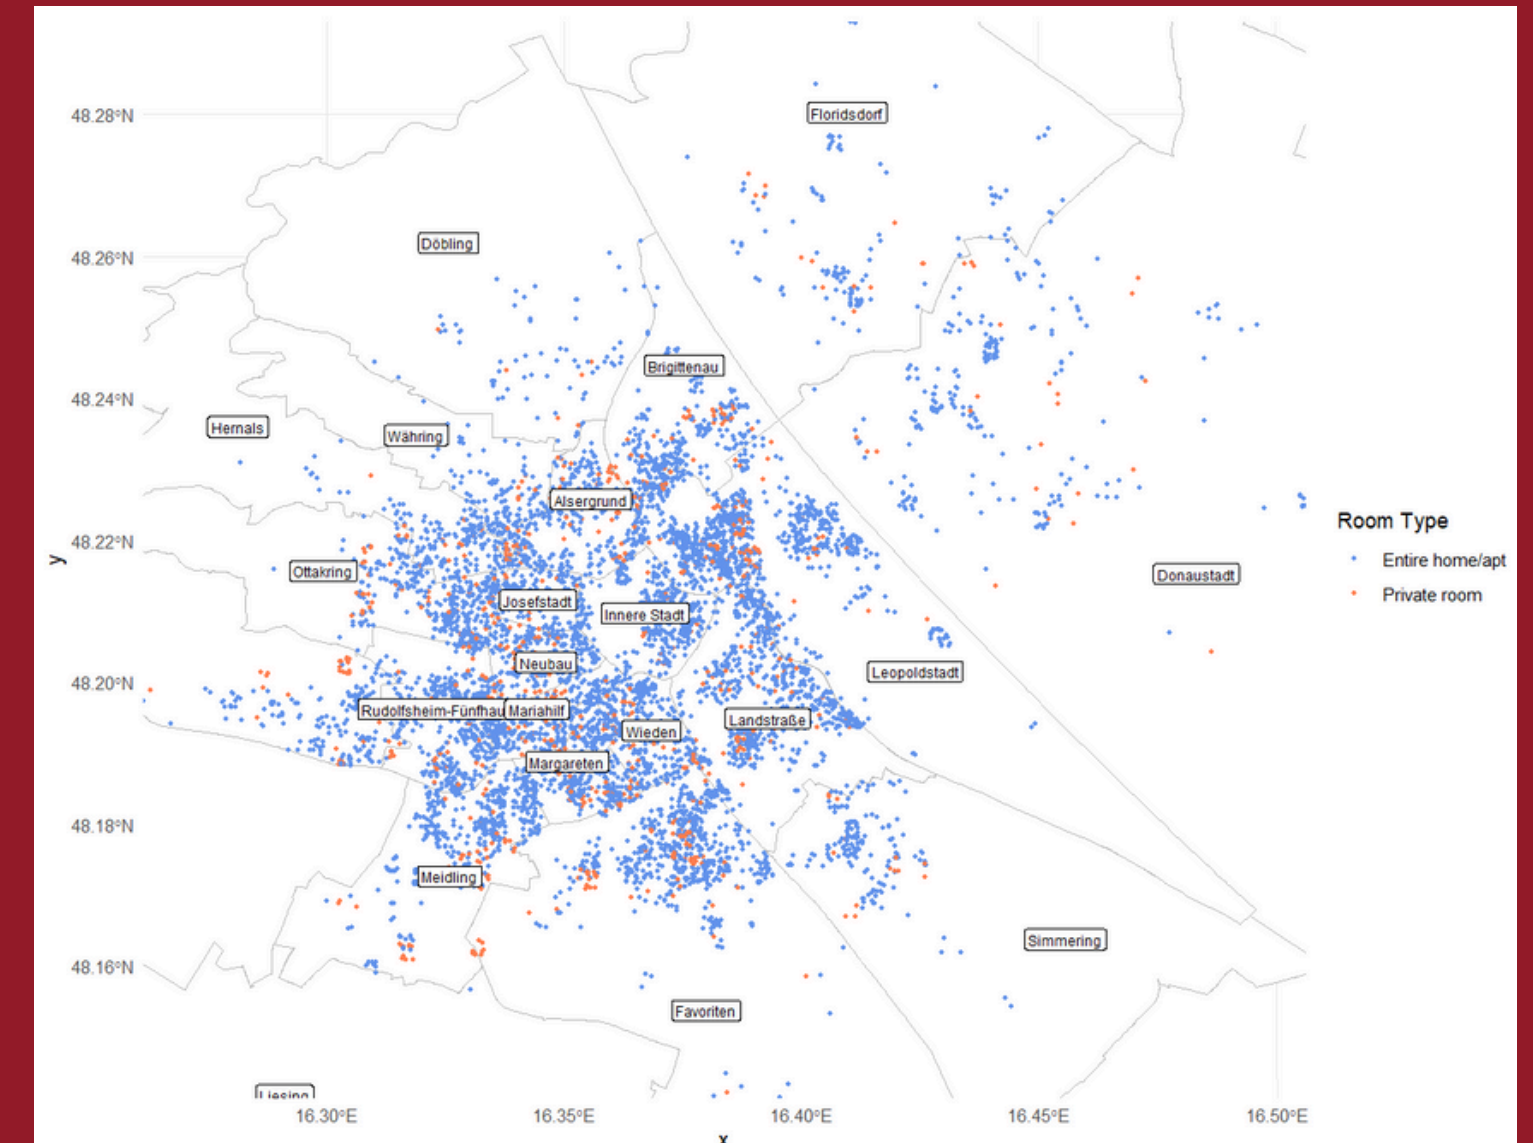 48.28°N
Floridsdorf
Döbling
48.26°N
Brigittenau
48.24°N
Hernals
Währing
Alsergrund
48.22°N
y
Ottakring
Donaustadt
Josefstadt
Innere Stadt
Neubau
Leopoldstadt
48.20°N
Rudolfsheim-Fünfhau
Mariahilf
Landstraße
Wieden
Margareten
48.18°N
Meidling
Simmering
48.16°N
Favoriten
Liesing
16.30°E
16.35°E
16.40°E
16.45°E
16.50°E
x
Room Type
Entire home/apt
Private room